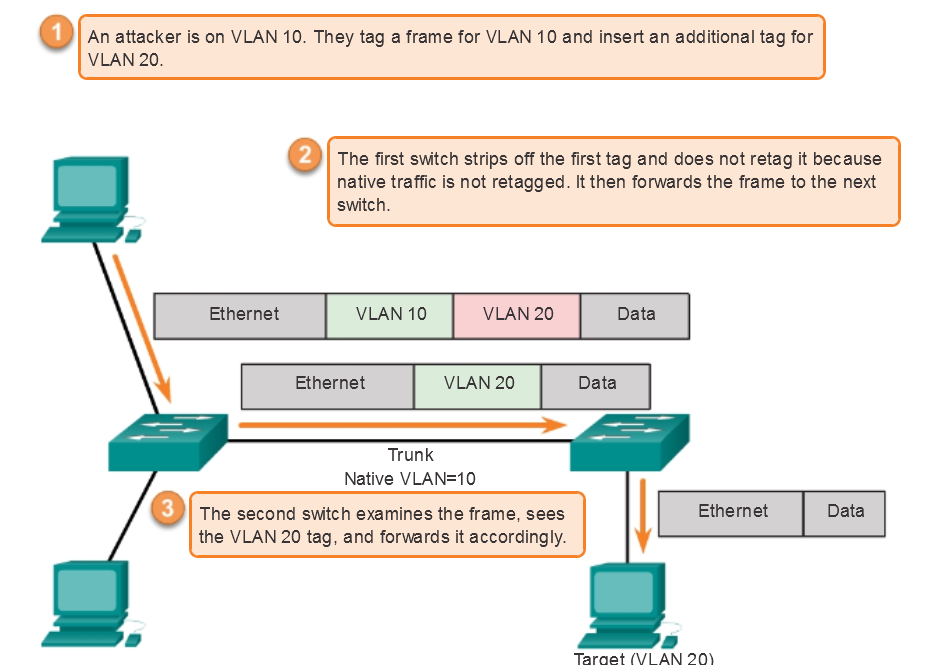 1
An attacker is on VLAN 10. They tag a frame for VLAN 10 and insert an additional tag for
VLAN 20.
2
The first switch strips off the first tag and does not retag it because
native traffic is not retagged. It then forwards the frame to the next
switch.
Ethernet VLAN 10 VLAN 20 Data
Ethernet VLAN 20 Data
Trunk
Native VLAN=10
3
The second switch examines the frame, sees
the VLAN 20 tag, and forwards it accordingly.
Ethernet Data
Target (VLAN 20)